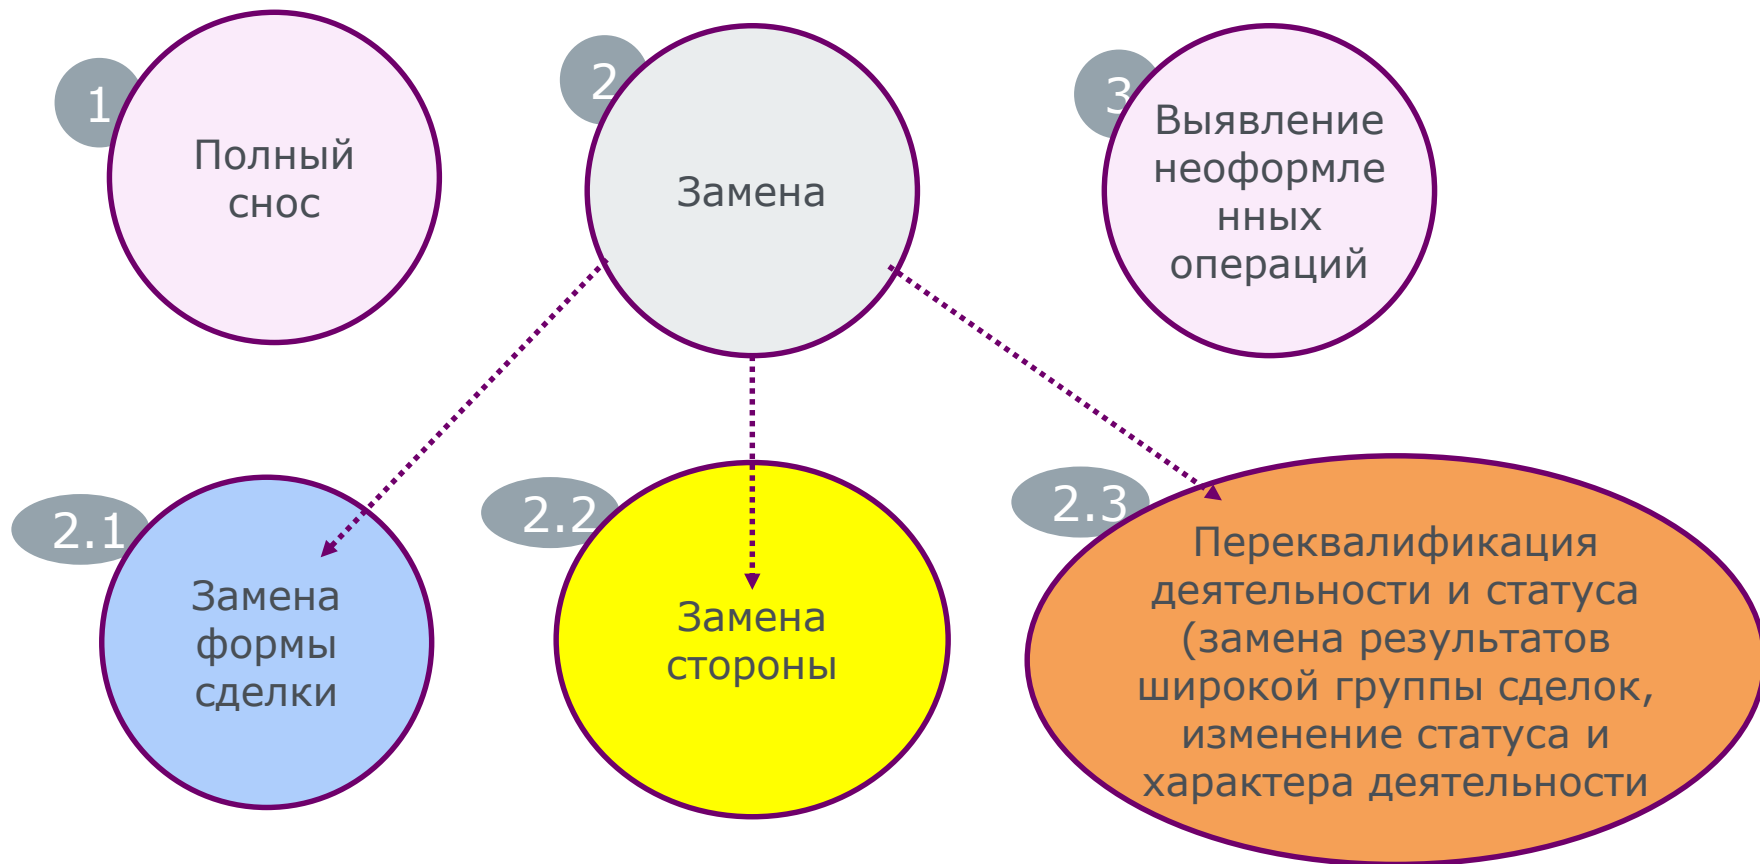 1
Полный
снос
2
Замена
3
Выявление
неоформле
нных
операций
2.1
Замена
формы
сделки
2.2
Замена
стороны
2.3
Переквалификация
деятельности и статуса
(замена результатов
широкой группы сделок,
изменение статуса и
характера деятельности